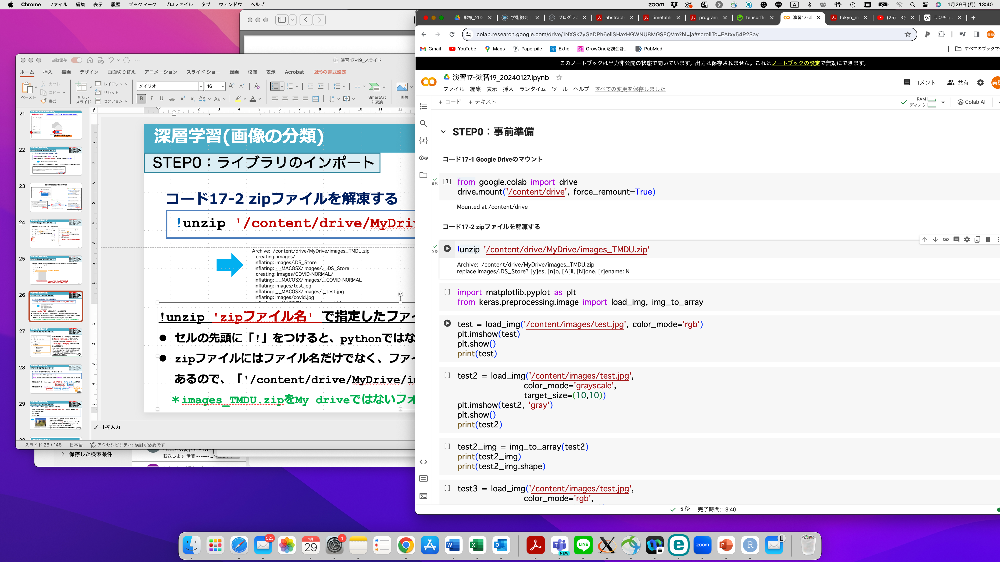 Chrome ファイル 編集 表示 履歴 ブックマーク プロファイル タブ ウィンドウ ヘルプ
zoom
1月29日(月) 13:40
自動保存
演習17-19_スライド
ホーム 挿入 描画 デザイン 画面切り替え アニメーション スライド ショー 録画 校閲 表示 Acrobat 図形の書式設定
ペースト
カット
コピー
書式
新しい
スライド
レイアウト
リセット
セクション
メイリオ 16
SmartArt
に変換
画像
21
22
23
24
25
26
27
28
29
深層学習(画像の分類)
STEP0：ライブラリのインポート
コード17-2 zipファイルを解凍する
!unzip '/content/drive/MyDri
Archive: /content/drive/MyDrive/images_TMDU.zip
creating: images/
inflating: images/.DS_Store
inflating: __MACOSX/images/._.DS_Store
creating: images/COVID-NORMAL/
inflating: __MACOSX/images/._COVID-NORMAL
inflating: images/test.jpg
inflating: __MACOSX/images/._test.jpg
inflating: images/covid.jpg
!unzip 'zipファイル名' で指定したファイ
● セルの先頭に「!」をつけると、pythonではな
● zipファイルにはファイル名だけでなく、ファイ
あるので、「'/content/drive/MyDrive/i
＊images_TMDU.zipをMy driveではないフォ
ノートを入力
スライド 26 / 148 日本語 アクセシビリティ: 検討が必要です
保存した検索条件
転送します 伊藤 ------...
配布_202 学術総会 プログラ abstract timetabl program tensorfl 演習17-演 tokyo_m (25) ランチョ
colab.research.google.com/drive/1NXSk7yGeDPh6eiiSHaxHGWNU8MGSEQVm?hl=ja#scrollTo=EAtxy54P2Say
美穂
Gmail YouTube Maps Paperpile Extic GrowOne財務会計... PubMed すべてのブックマー
このノートブックは出力非公開の状態で開いています。出力は保存されません。これはノートブックの設定で無効にできます。
演習17-演習19_20240127.ipynb
コメント 共有
ファイル 編集 表示 挿入 ランタイム ツール ヘルプ すべての変更を保存しました
+ コード + テキスト
RAM
ディスク
Colab AI
STEP0：事前準備
コード17-1 Google Driveのマウント
5 秒
[1] from google.colab import drive
drive.mount('/content/drive', force_remount=True)
Mounted at /content/drive
コード17-2 zipファイルを解凍する
5 秒
!unzip '/content/drive/MyDrive/images_TMDU.zip'
Archive: /content/drive/MyDrive/images_TMDU.zip
replace images/.DS_Store? [y]es, [n]o, [A]ll, [N]one, [r]ename: N
[ ] import matplotlib.pyplot as plt
from keras.preprocessing.image import load_img, img_to_array
test = load_img('/content/images/test.jpg', color_mode='rgb')
plt.imshow(test)
plt.show()
print(test)
[ ] test2 = load_img('/content/images/test.jpg',
color_mode='grayscale',
target_size=(10,10))
plt.imshow(test2, 'gray')
plt.show()
print(test2)
[ ] test2_img = img_to_array(test2)
print(test2_img)
print(test2_img.shape)
[ ] test3 = load_img('/content/images/test.jpg',
color_mode='rgb',
5 秒 完了時間: 13:40
523
1月
29
1
NEW
LINE
zoom